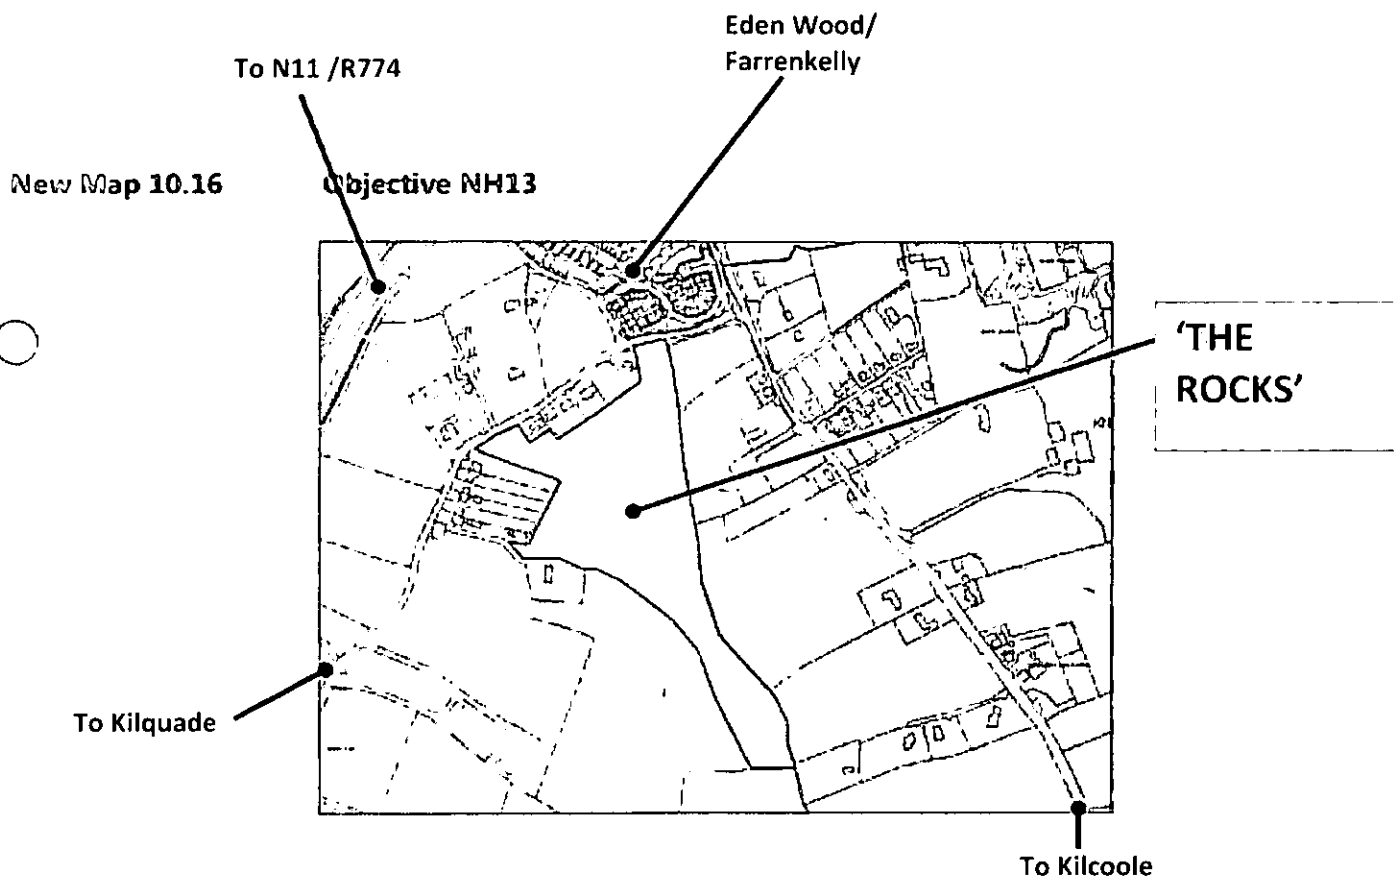 Eden Wood/
Farrenkelly
To N11 /R774
New Map 10.16 Objective NH13
‘THE
ROCKS’
To Kilquade
To Kilcoole